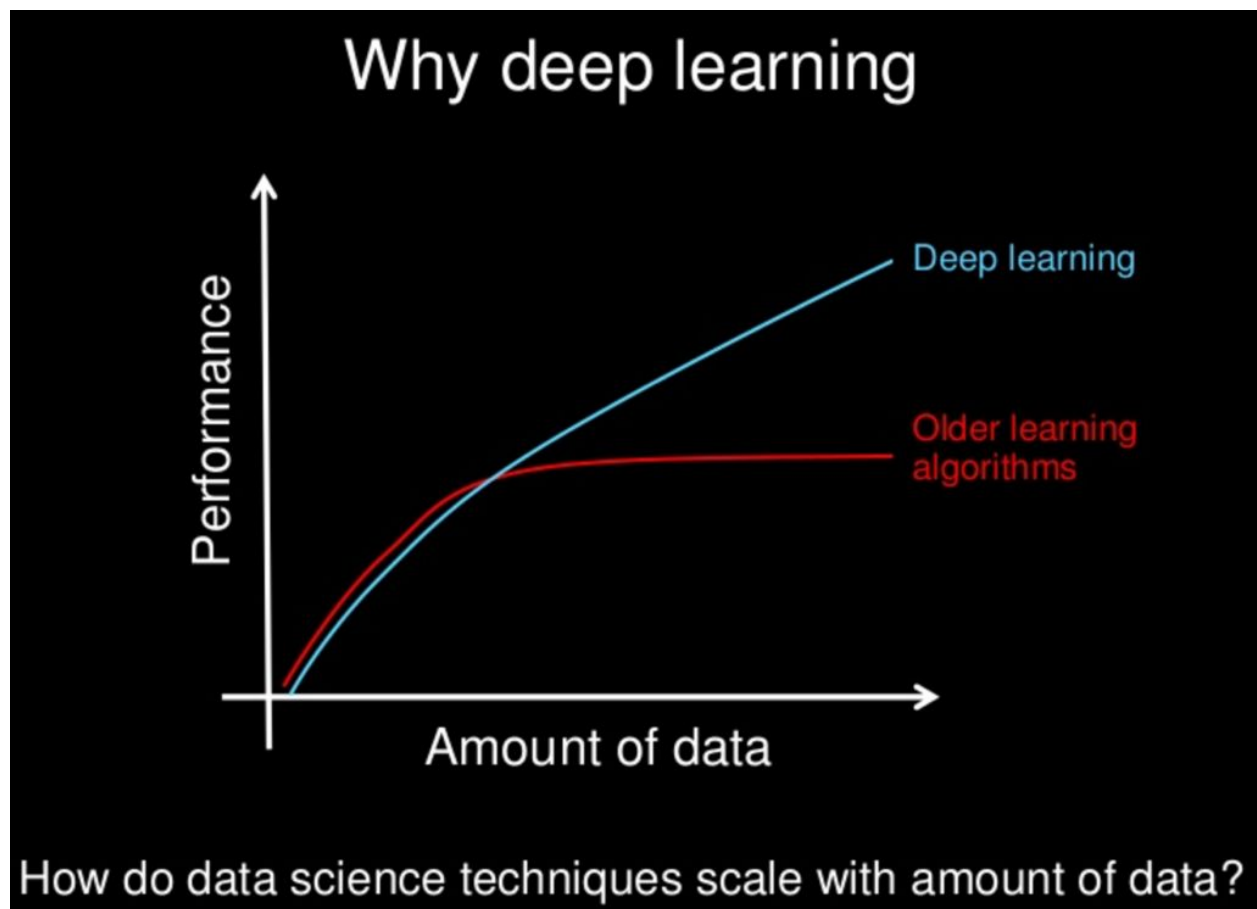 Why deep learning
Performance
Deep learning
Older learning
algorithms
Amount of data
How do data science techniques scale with amount of data?